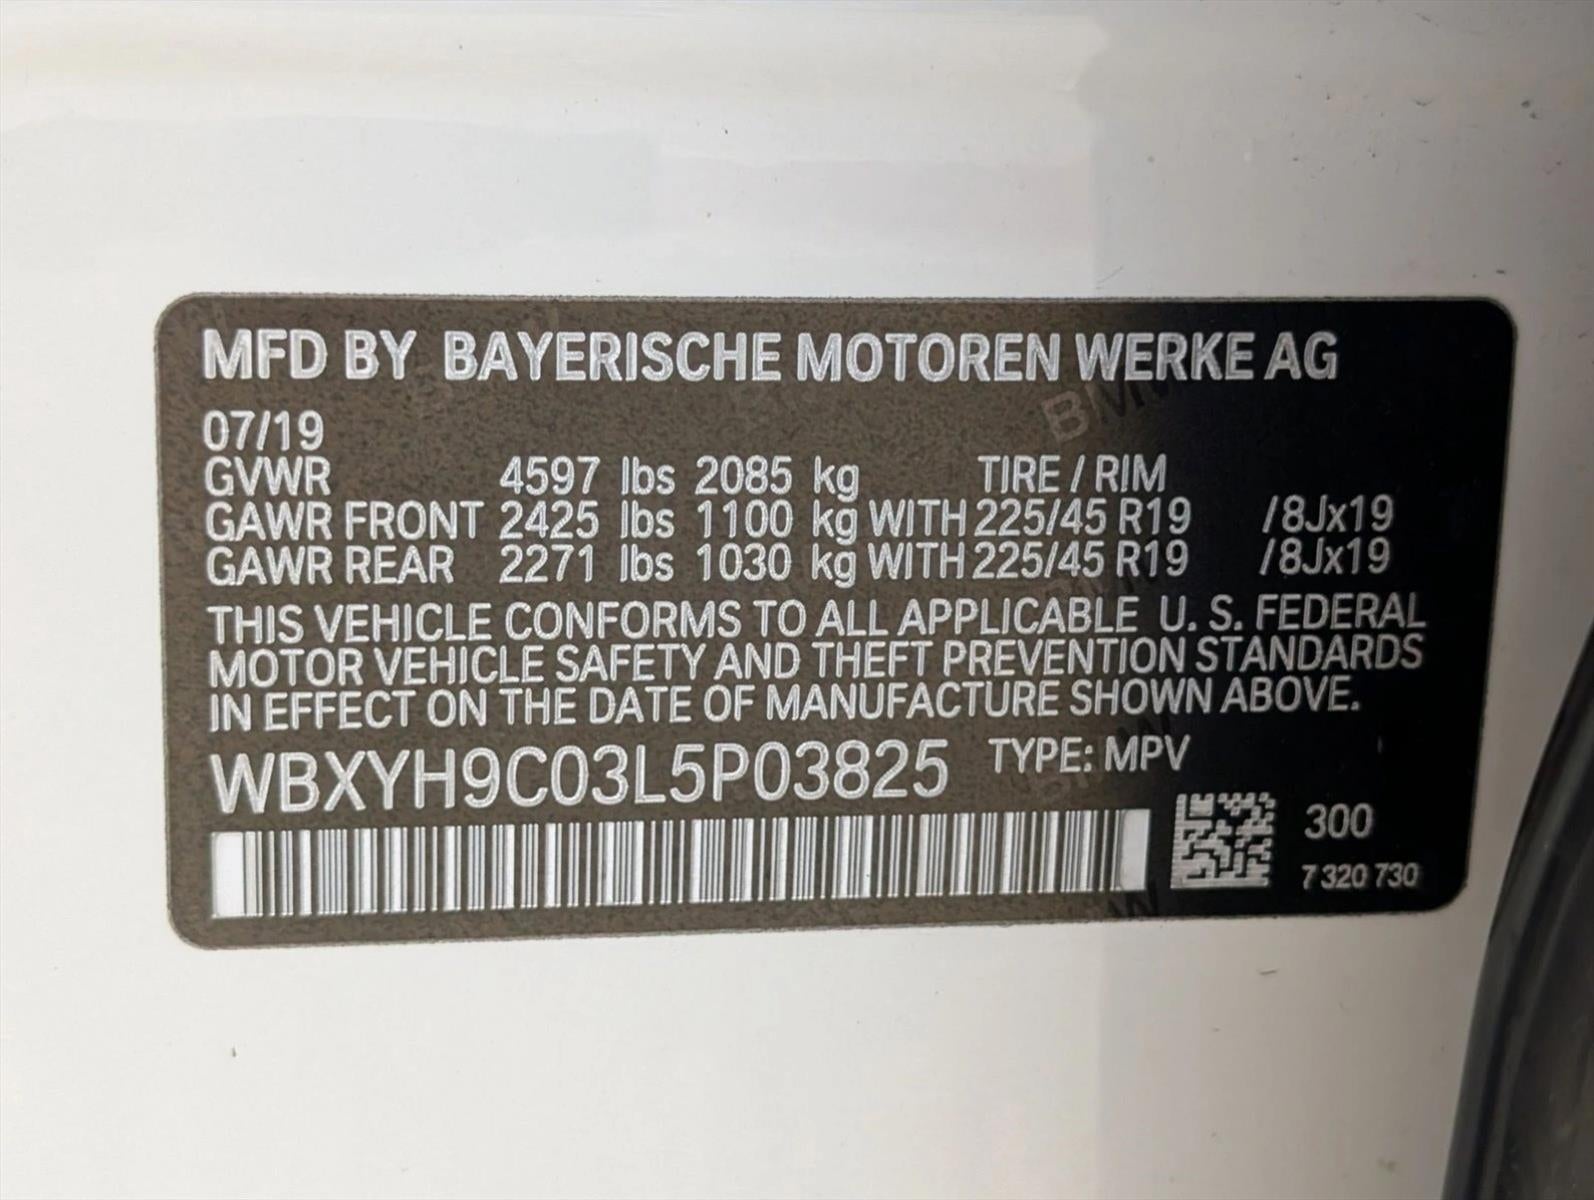 MFD BY BAYERISCHE MOTOREN WERKE AG
07/19
GVWR 4597 lbs 2085 kg TIRE / RIM
GAWR FRONT 2425 lbs 1100 kg WITH 225/45 R19 /8Jx19
GAWR REAR 2271 lbs 1030 kg WITH 225/45 R19 /8Jx19
THIS VEHICLE CONFORMS TO ALL APPLICABLE U. S. FEDERAL
MOTOR VEHICLE SAFETY AND THEFT PREVENTION STANDARDS
IN EFFECT ON THE DATE OF MANUFACTURE SHOWN ABOVE.
WBXYH9C03L5P03825 TYPE: MPV
300
7 320 730